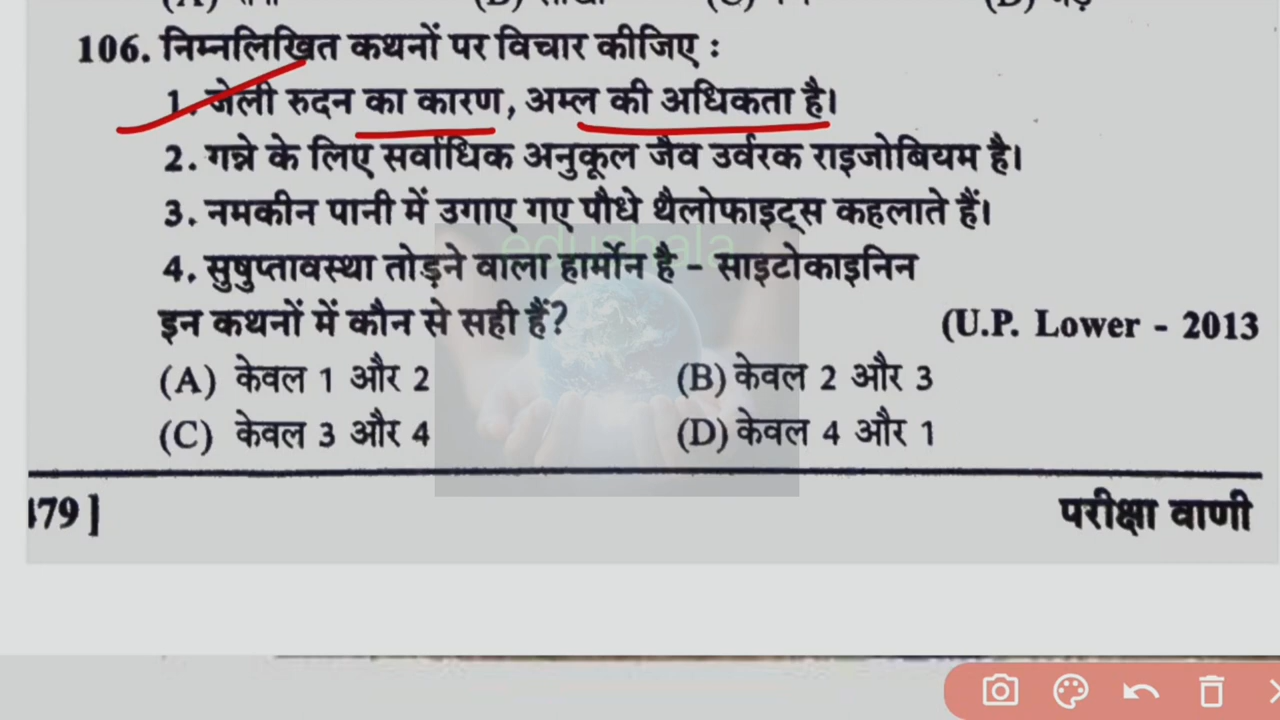 106. निम्नलिखित कथनों पर विचार कीजिए :
1. जेली रुदन का कारण, अम्ल की अधिकता है।
2. गन्ने के लिए सर्वाधिक अनुकूल जैव उर्वरक राइजोबियम है।
3. नमकीन पानी में उगाए गए पौधे थैलोफाइट्स कहलाते हैं।
edushala
4. सुषुप्तावस्था तोड़ने वाला हार्मोन है - साइटोकाइनिन
इन कथनों में कौन से सही हैं? (U.P. Lower - 2013
(A) केवल 1 और 2 (B) केवल 2 और 3
(C) केवल 3 और 4 (D) केवल 4 और 1
479] परीक्षा वाणी